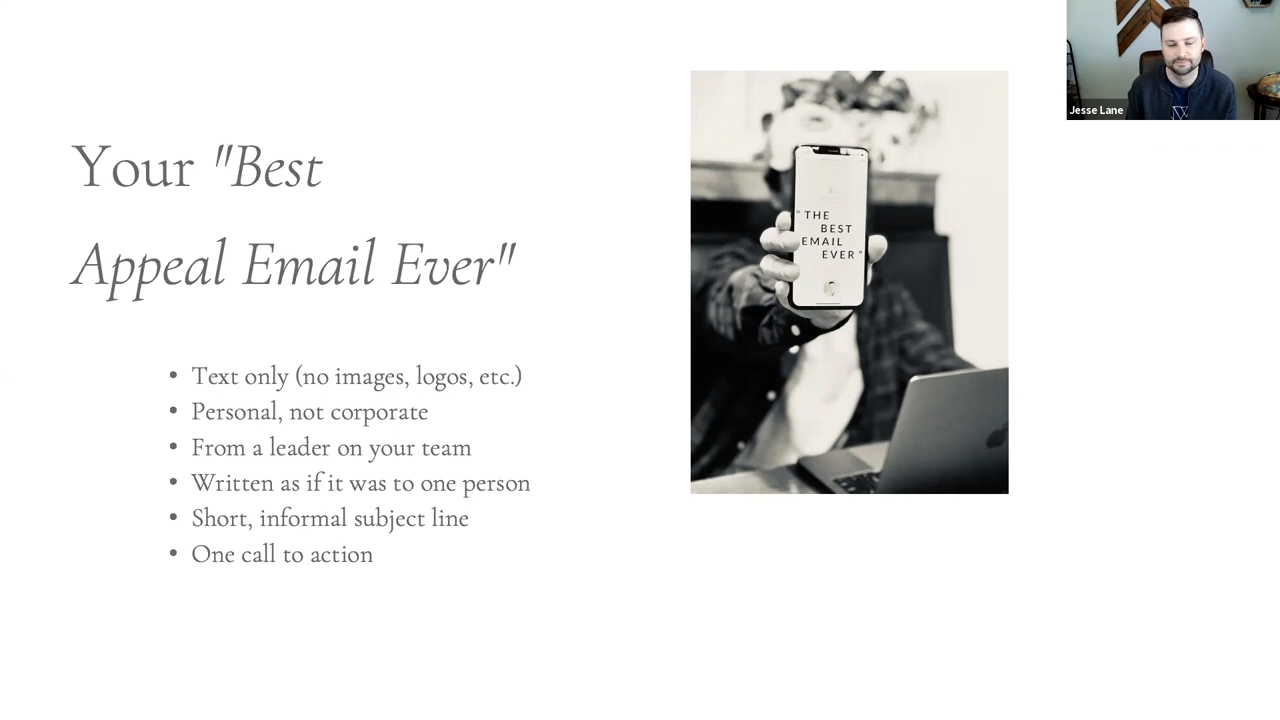 Your "Best
Appeal Email Ever"
• Text only (no images, logos, etc.)
• Personal, not corporate
• From a leader on your team
• Written as if it was to one person
• Short, informal subject line
• One call to action
"THE
BEST
EMAIL
EVER"
Jesse Lane